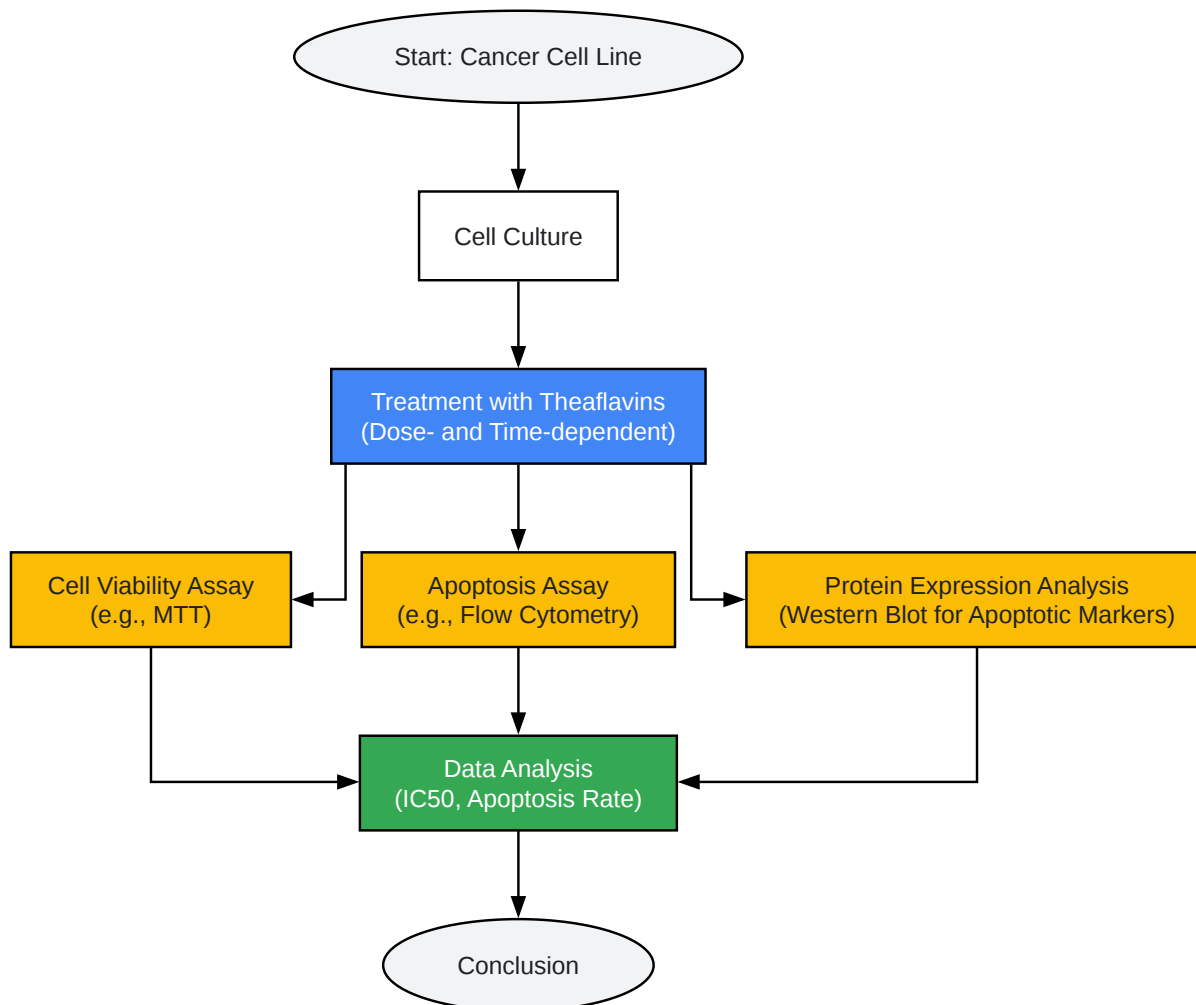 Start: Cancer Cell Line
Cell Culture
Treatment with Theaflavins
(Dose- and Time-dependent)
Cell Viability Assay
(e.g., MTT)
Apoptosis Assay
(e.g., Flow Cytometry)
Protein Expression Analysis
(Western Blot for Apoptotic Markers)
Data Analysis
(IC50, Apoptosis Rate)
Conclusion